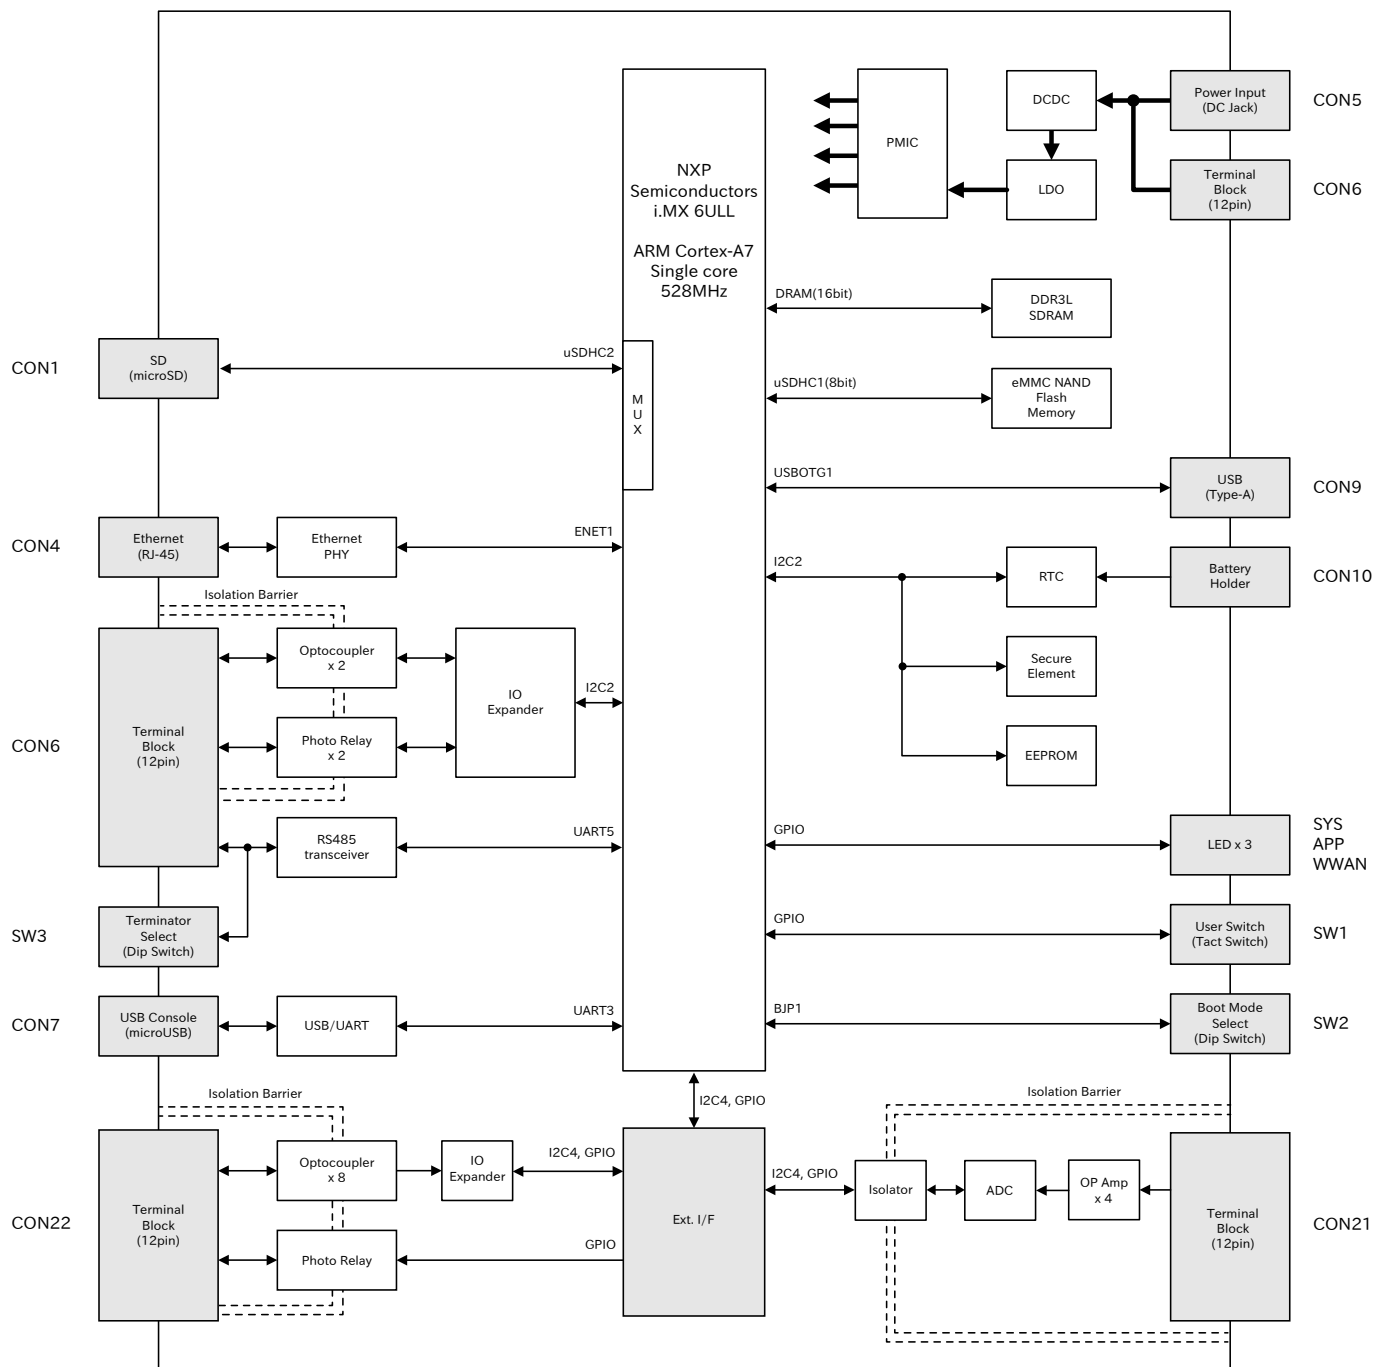 Power Input
(DC Jack)
CON5
DCDC
PMIC
LDO
Terminal
Block
(12pin)
CON6
NXP
Semiconductors
i.MX 6ULL
ARM Cortex-A7
Single core
528MHz
DRAM(16bit)
DDR3L
SDRAM
CON1
SD
(microSD)
uSDHC2
M
U
X
uSDHC1(8bit)
eMMC NAND
Flash
Memory
USBOTG1
USB
(Type-A)
CON9
CON4
Ethernet
(RJ-45)
Ethernet
PHY
ENET1
I2C2
RTC
Battery
Holder
CON10
Isolation Barrier
CON6
Terminal
Block
(12pin)
Optocoupler
x 2
Photo Relay
x 2
IO
Expander
I2C2
Secure
Element
EEPROM
RS485
transceiver
UART5
GPIO
LED x 3
SYS
APP
WWAN
SW3
Terminator
Select
(Dip Switch)
GPIO
User Switch
(Tact Switch)
SW1
CON7
USB Console
(microUSB)
USB/UART
UART3
BJP1
Boot Mode
Select
(Dip Switch)
SW2
I2C4, GPIO
Isolation Barrier
CON22
Terminal
Block
(12pin)
Optocoupler
x 8
IO
Expander
I2C4, GPIO
Photo Relay
GPIO
Ext. I/F
Isolation Barrier
I2C4, GPIO
Isolator
ADC
OP Amp
x 4
Terminal
Block
(12pin)
CON21